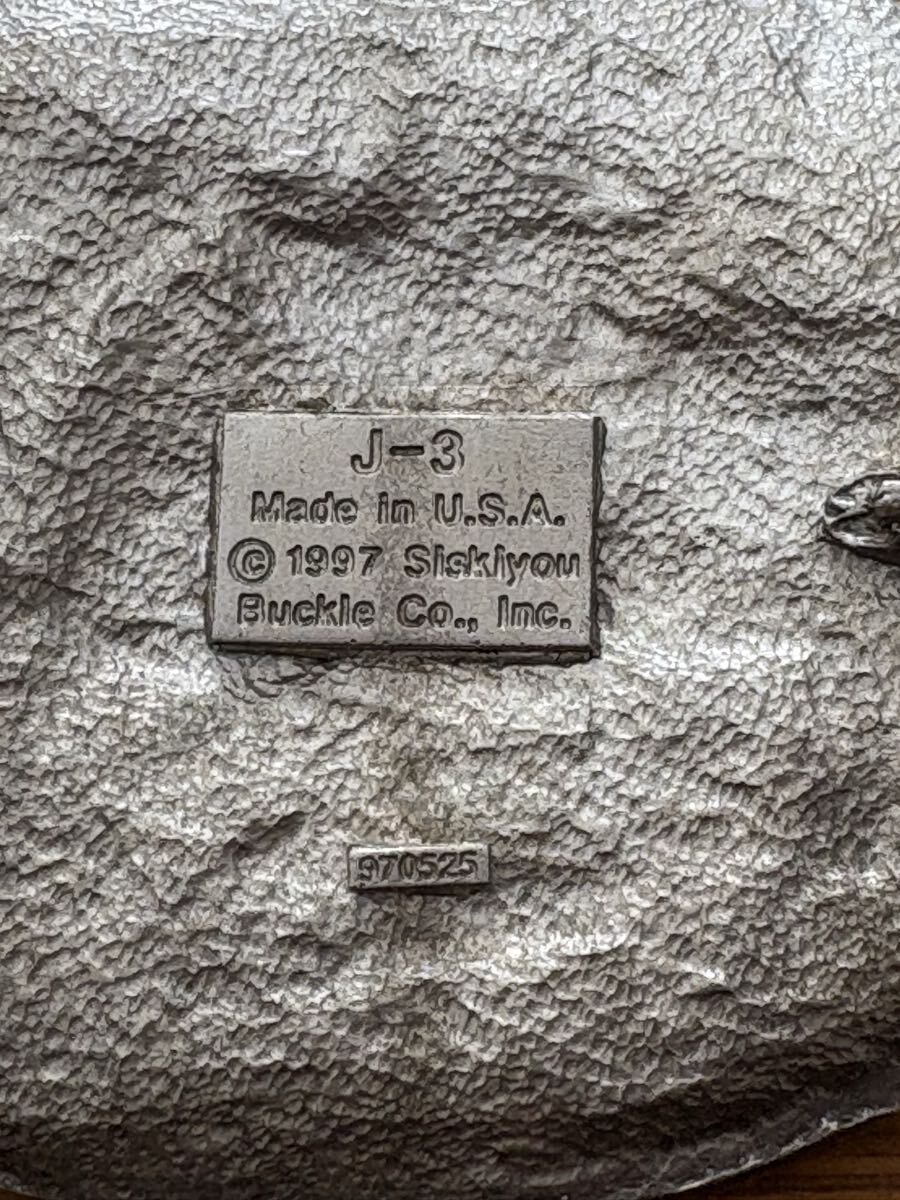 J-3
Made in U.S.A.
© 1997 Siskiyou
Buckle Co., Inc.
970525